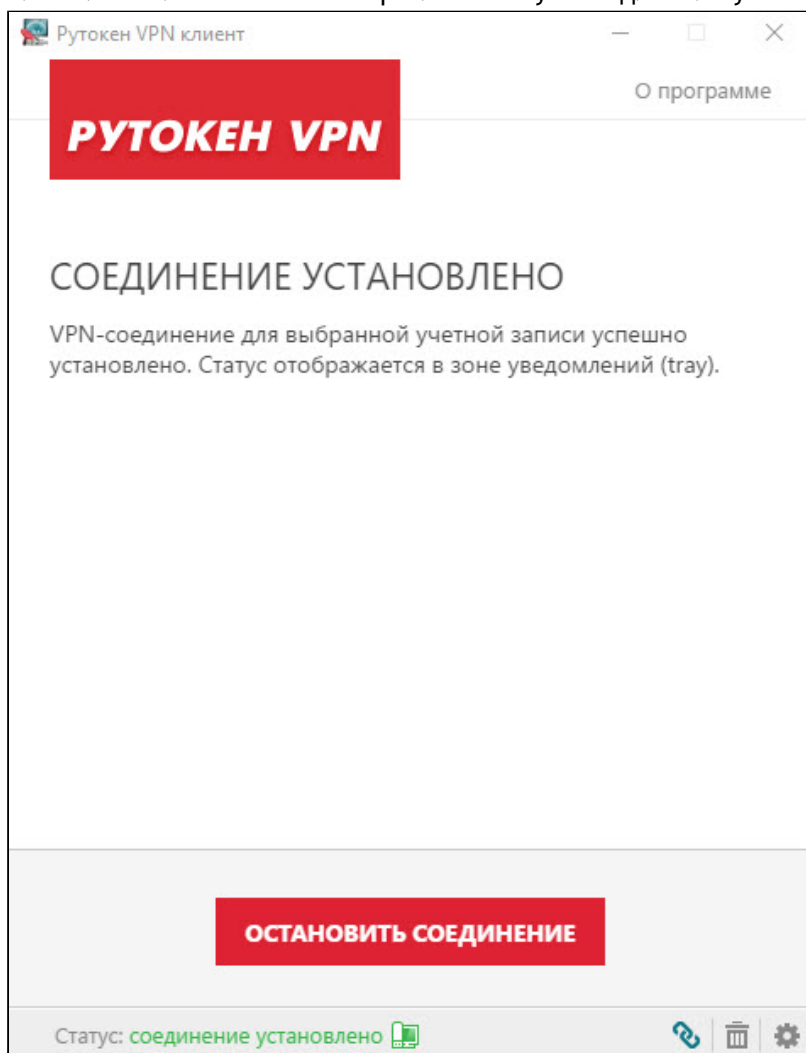 Рутокен VPN клиент
О программе
РУТОКЕН VPN
СОЕДИНЕНИЕ УСТАНОВЛЕНО
VPN-соединение для выбранной учетной записи успешно
установлено. Статус отображается в зоне уведомлений (tray).
ОСТАНОВИТЬ СОЕДИНЕНИЕ
Статус: соединение установлено